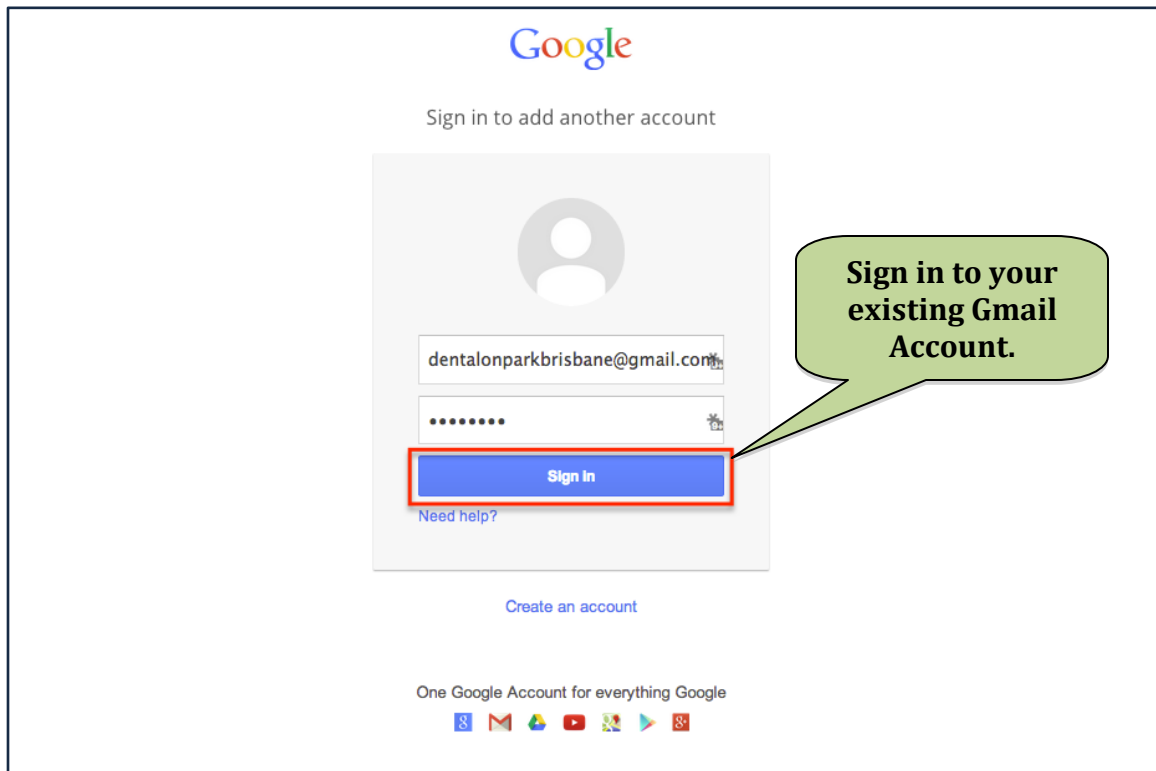 Google
Sign in to add another account
Sign in to your
existing Gmail
Account.
dentalonparkbrisbane@gmail.com
••••••••
Sign in
Need help?
Create an account
One Google Account for everything Google